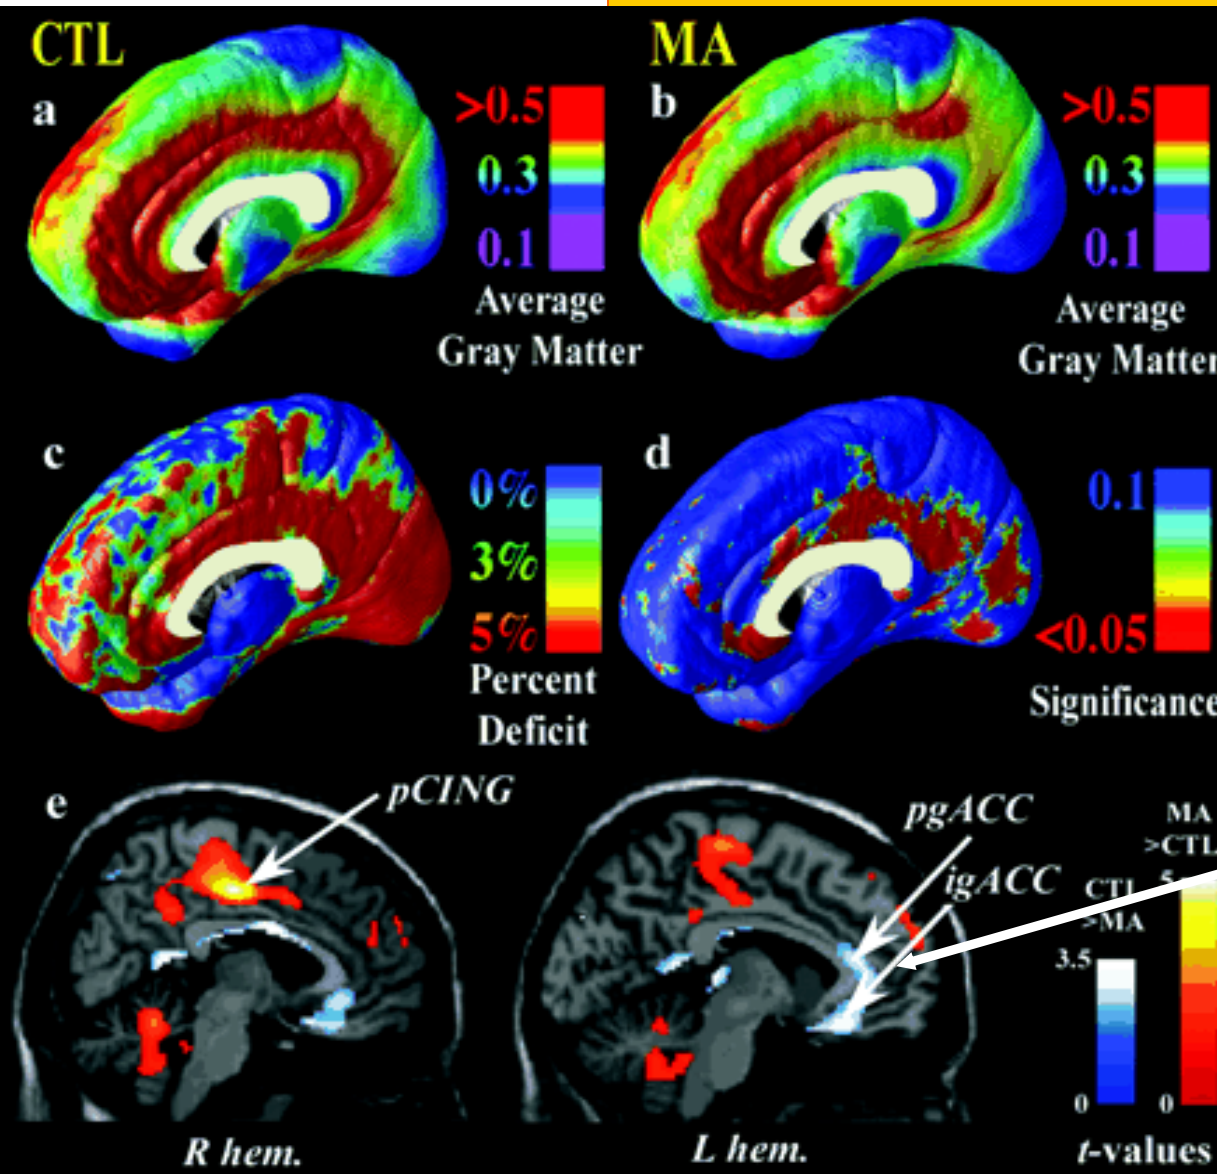 CTL
MA
a
>0.5
0.3
0.1
Average
Gray Matter
b
>0.5
0.3
0.1
Average
Gray Matter
c
0%
3%
5%
Percent
Deficit
d
0.1
<0.05
Significance
e
pCING
pgACC
igACC
MA
>CTL
5
CTL
>MA
3.5
0
0
R hem.
L hem.
t-values